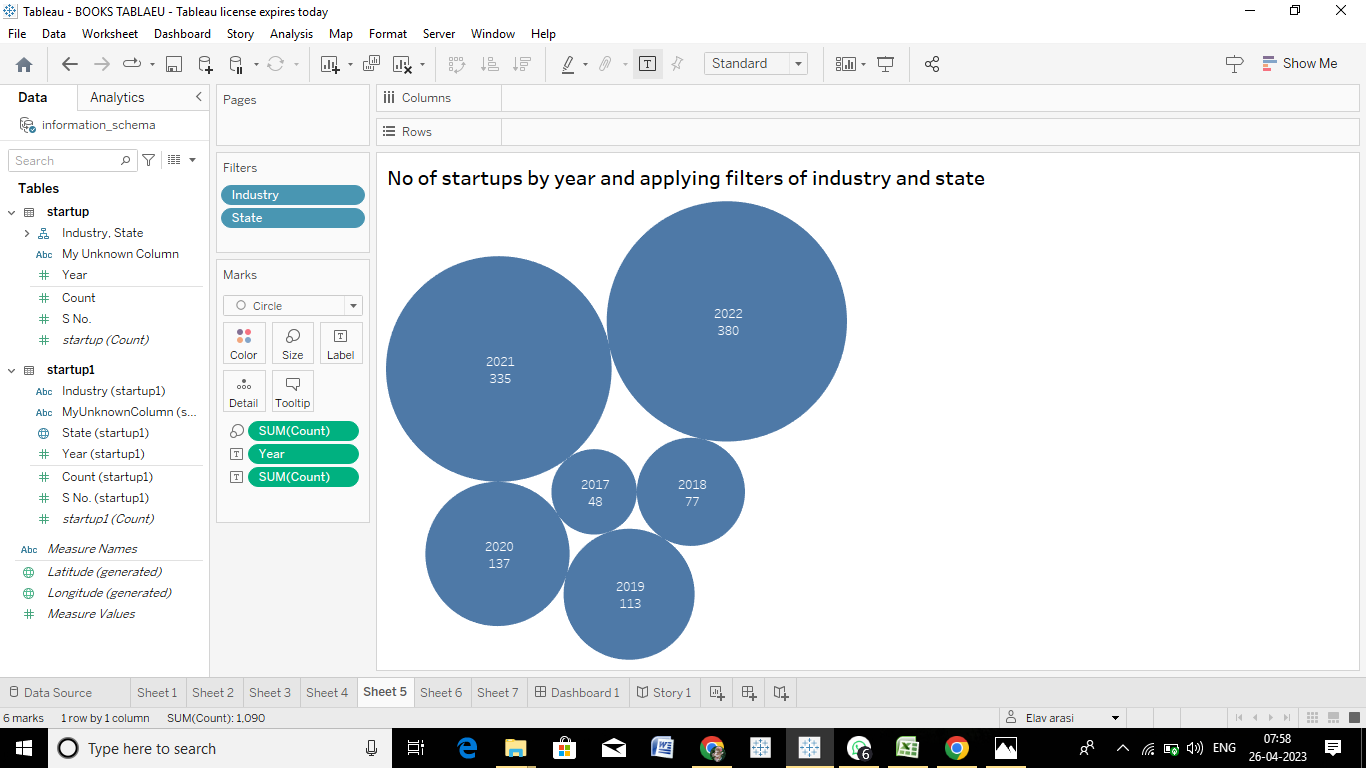 Tableau - BOOKS TABLAEU - Tableau license expires today
File Data Worksheet Dashboard Story Analysis Map Format Server Window Help
Standard
Show Me
Data Analytics
information_schema
Search
Tables
startup
Industry, State
Abc My Unknown Column
Year
Count
S No.
startup (Count)
startup1
Abc Industry (startup1)
Abc MyUnknownColumn (s...
State (startup1)
Year (startup1)
Count (startup1)
S No. (startup1)
startup1 (Count)
Abc Measure Names
Latitude (generated)
Longitude (generated)
Measure Values
Pages
Filters
Industry
State
Marks
Circle
Color Size Label
Detail Tooltip
SUM(Count)
Year
SUM(Count)
Columns
Rows
No of startups by year and applying filters of industry and state
2022
380
2021
335
2017
48
2018
77
2020
137
2019
113
Data Source Sheet 1 Sheet 2 Sheet 3 Sheet 4 Sheet 5 Sheet 6 Sheet 7 Dashboard 1 Story 1
6 marks 1 row by 1 column SUM(Count): 1,090 Elav arasi
Type here to search
6
ENG
07:58
26-04-2023